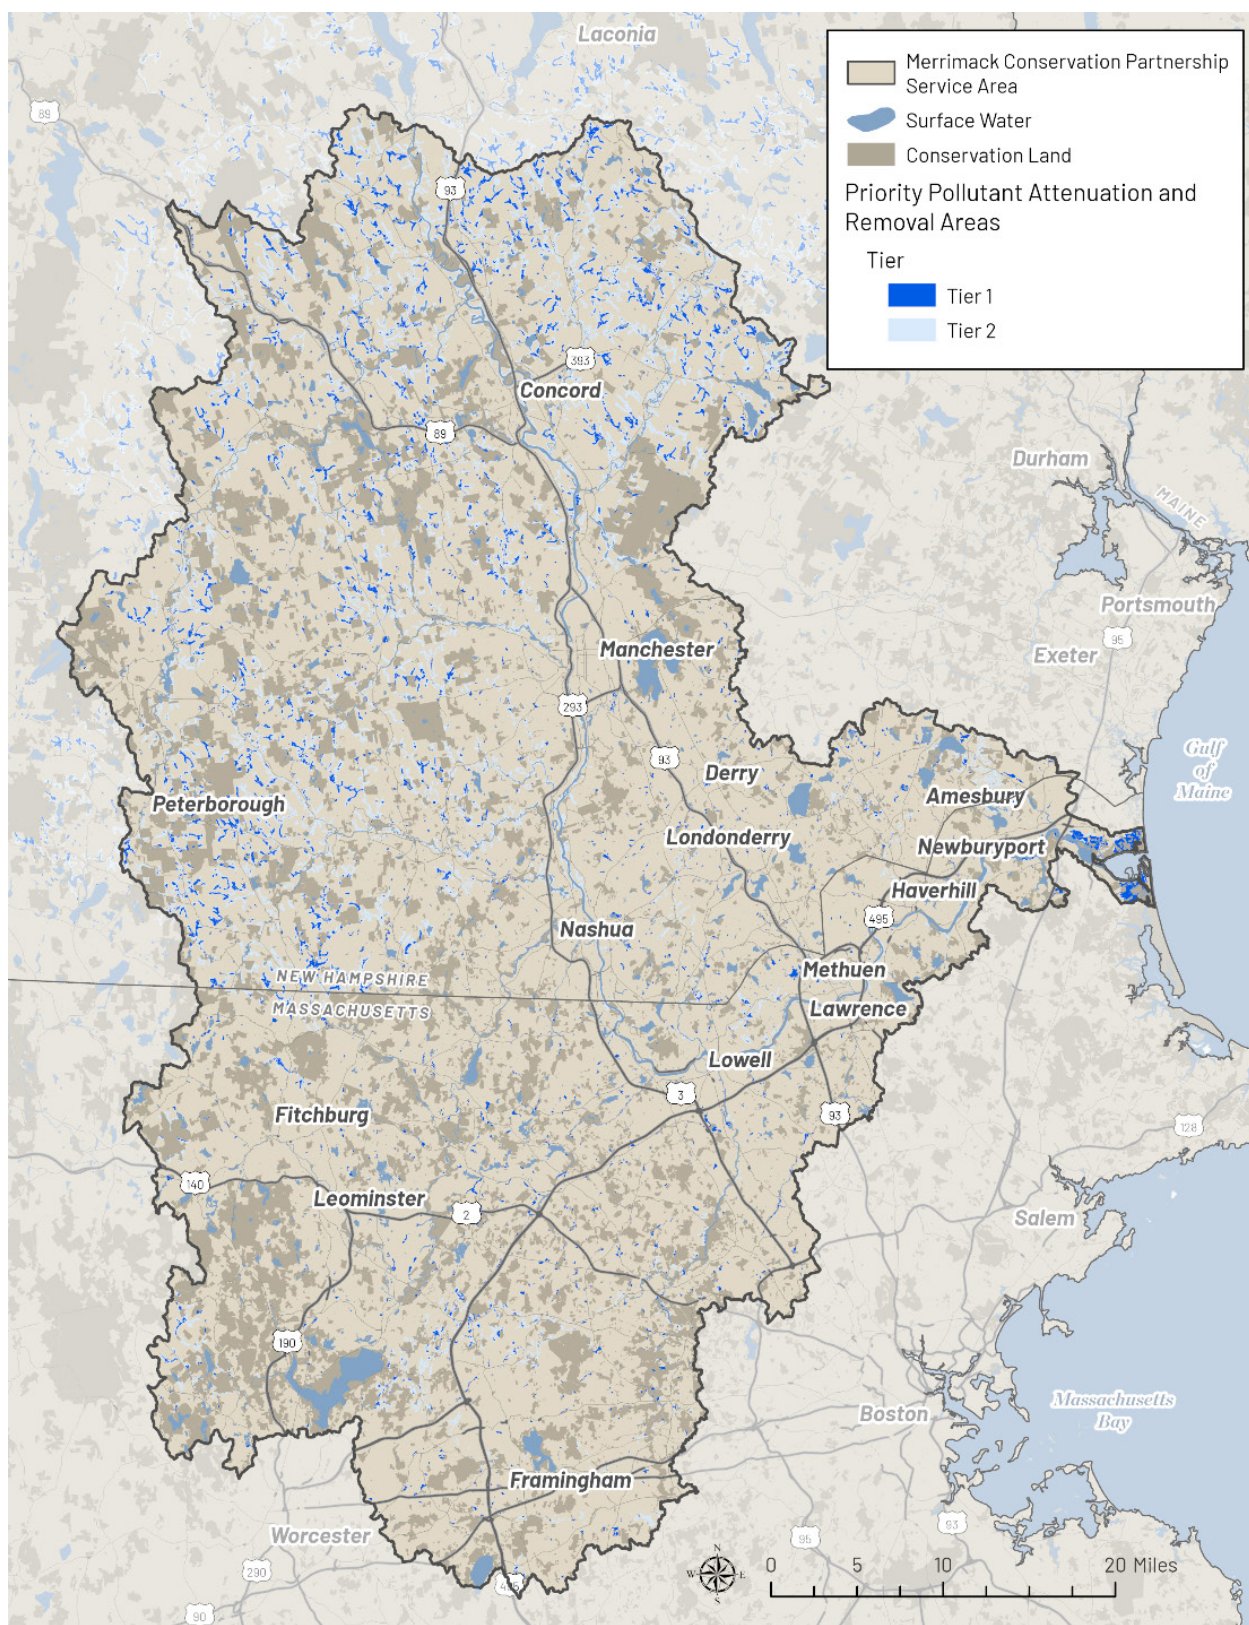 Laconia
Merrimack Conservation Partnership
Service Area
Surface Water
Conservation Land
Priority Pollutant Attenuation and
Removal Areas
Tier
Tier 1
Tier 2
89
93
393
Concord
89
Durham
MAINE
Portsmouth
95
Exeter
Manchester
293
93
Derry
Gulf
of
Maine
Peterborough
Amesbury
Londonderry
Newburyport
Haverhill
495
Nashua
Methuen
NEW HAMPSHIRE
MASSACHUSETTS
Lawrence
Lowell
3
93
Fitchburg
128
140
Leominster
2
Salem
190
Massachusetts
Bay
Boston
Framingham
Worcester
93
95
290
495
90
N
W E
S
0 5 10 20 Miles